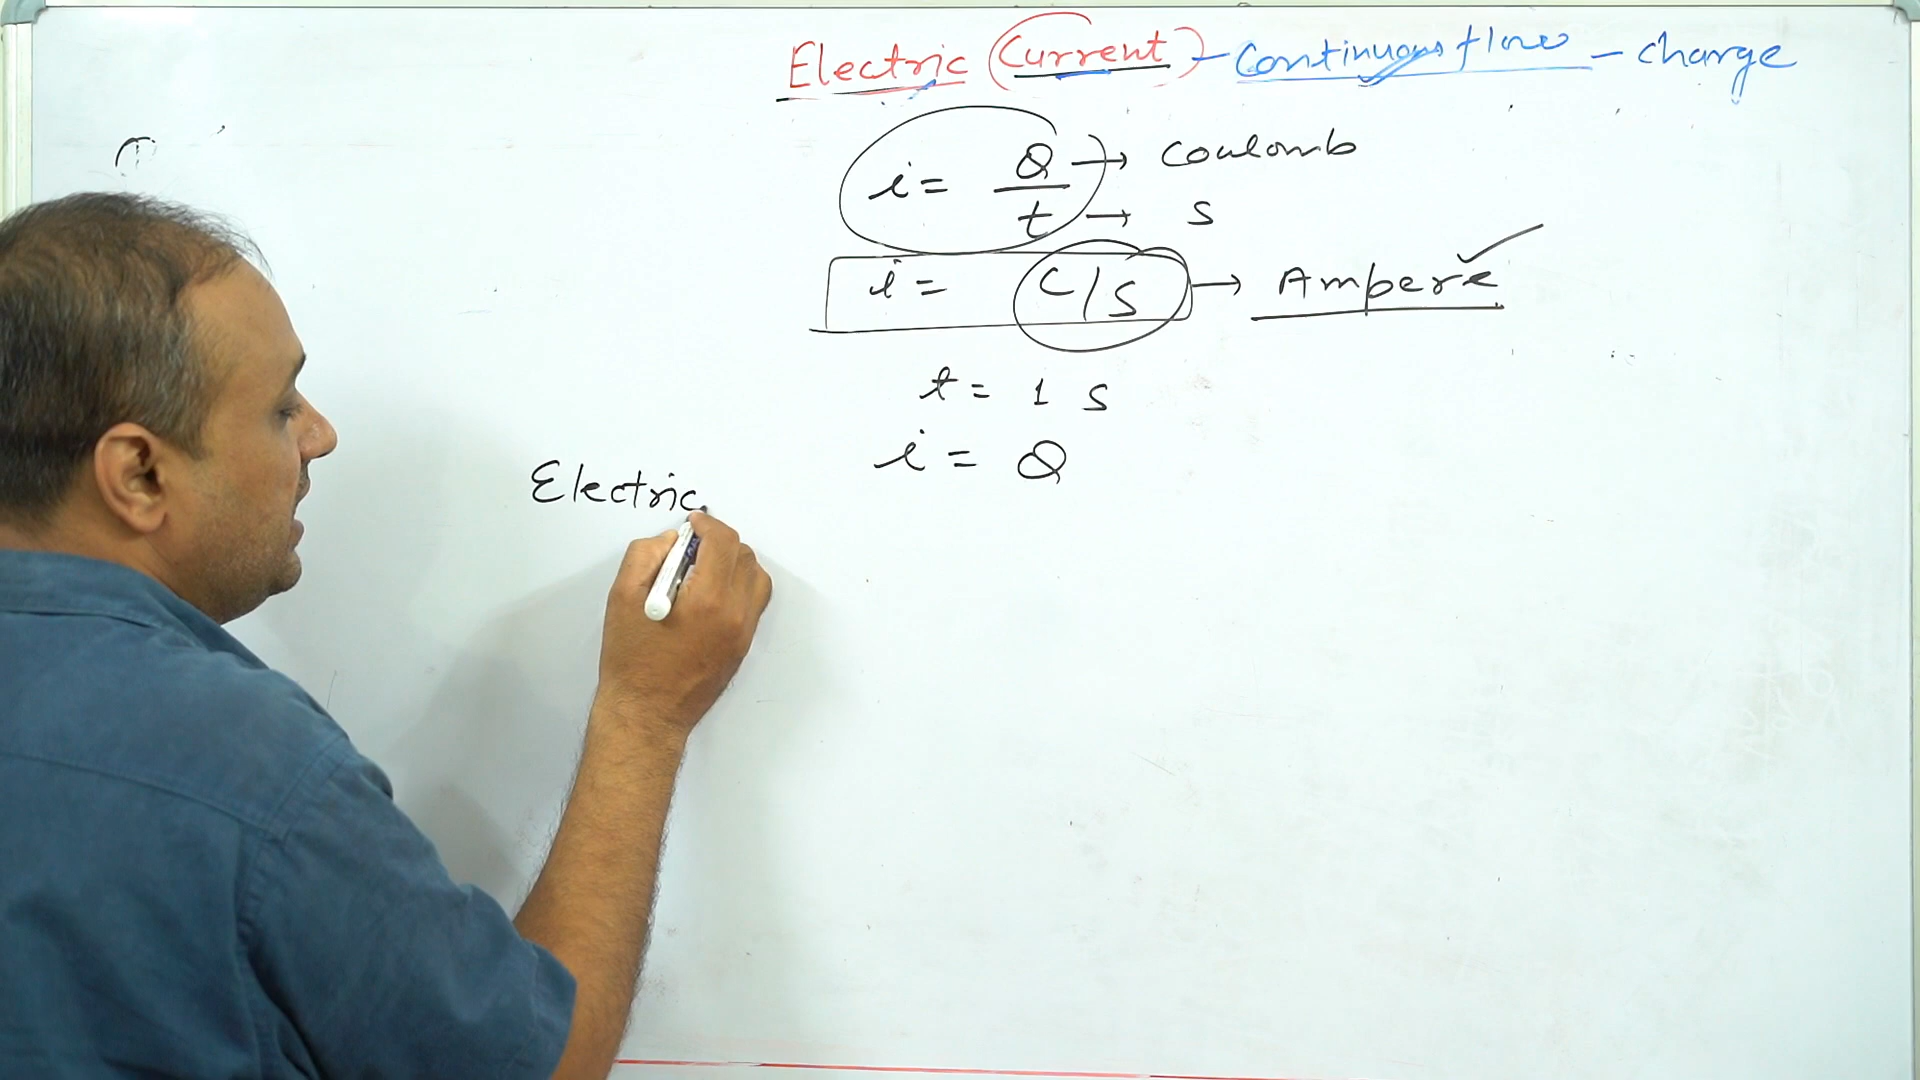 Electric (Current) - Continuous flow - charge
i = Q/t → Coulomb
→ s
i = C/s → Ampere
t = 1 s
i = Q
Electric